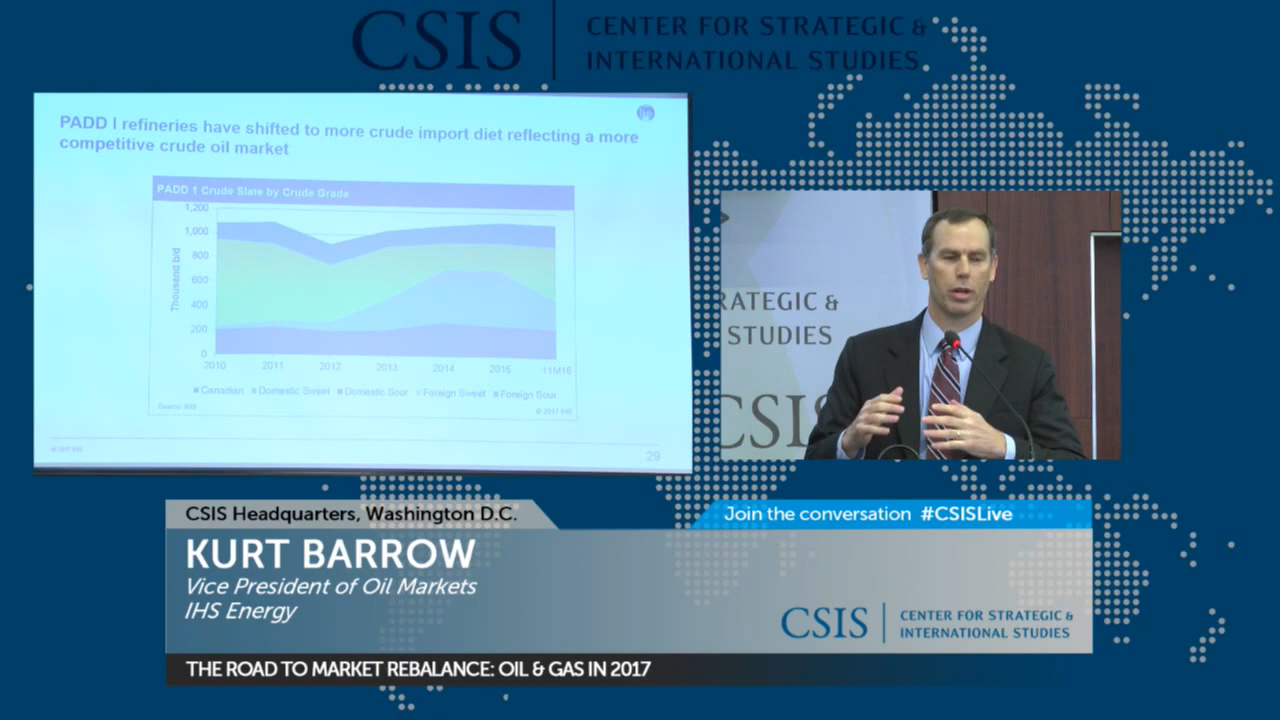 CSIS
CENTER FOR STRATEGIC &
INTERNATIONAL STUDIES
PADD I refineries have shifted to more crude import diet reflecting a more
competitive crude oil market
PADD 1 Crude Slate by Crude Grade
Thousand b/d
1,200
1,000
800
600
400
200
0
2010 2011 2012 2013 2014 2015 11M16
Canadian Domestic Sweet Domestic Sour Foreign Sweet Foreign Sour
Source: IHS
© 2017 IHS
© 2017 IHS
29
RATEGIC &
STUDIES
CSIS
CSIS Headquarters, Washington D.C.
Join the conversation #CSISLive
KURT BARROW
Vice President of Oil Markets
IHS Energy
CSIS
CENTER FOR STRATEGIC &
INTERNATIONAL STUDIES
THE ROAD TO MARKET REBALANCE: OIL & GAS IN 2017